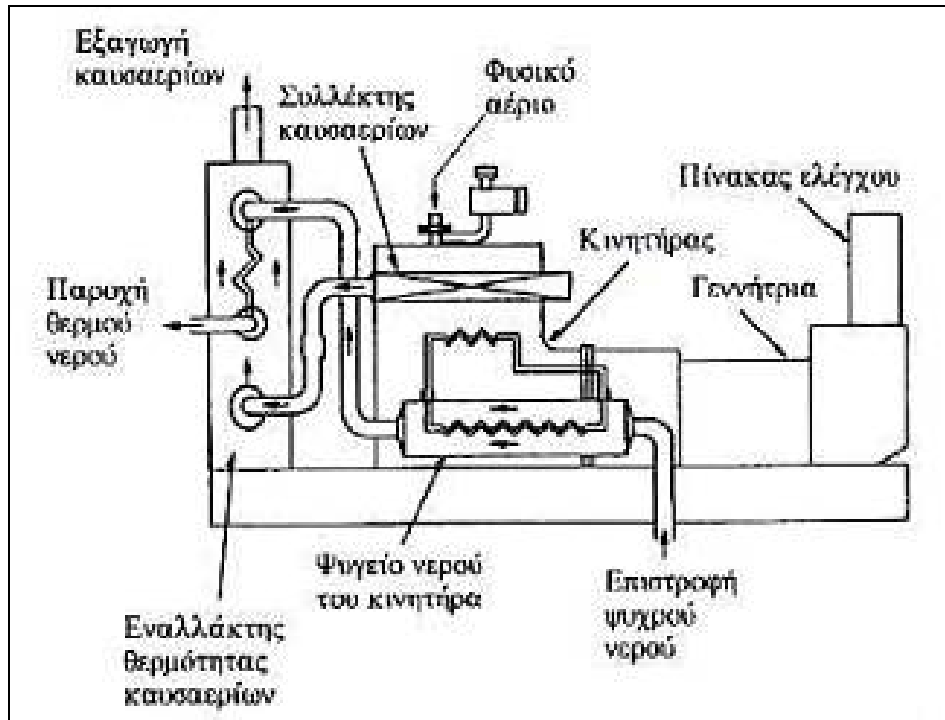 Εξαγωγή
καυσαερίων
Συλλέκτης
καυσαερίων
Φυσικό
αέριο
Πίνακας ελέγχου
Κινητήρας
Γεννήτρια
Παροχή
θερμού
νερού
Ψυγείο νερού
του κινητήρα
Επιστροφή
ψυχρού
νερού
Εναλλάκτης
θερμότητας
καυσαερίων